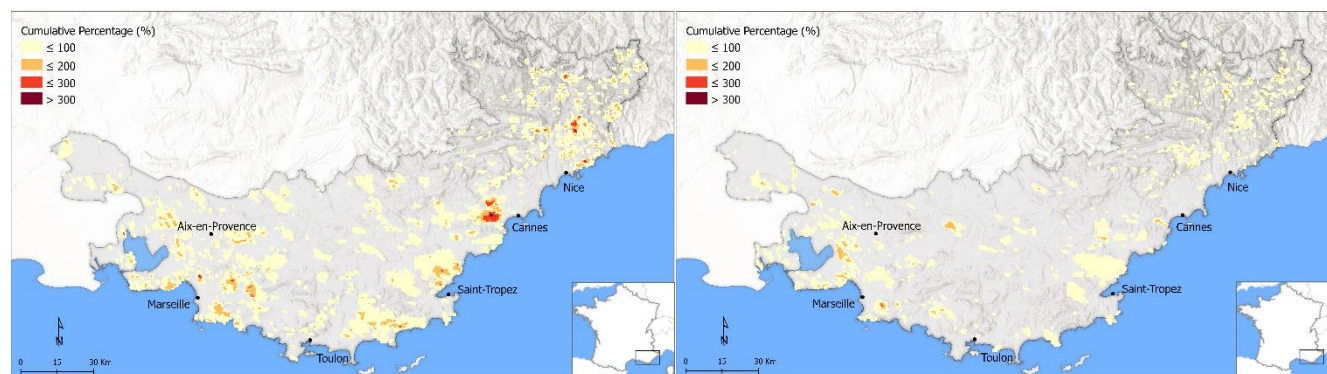 Cumulative Percentage (%)
≤ 100
≤ 200
≤ 300
> 300
Nice
Cannes
Aix-en-Provence
Saint-Tropez
Marseille
Toulon
N
0 15 30 Km
Cumulative Percentage (%)
≤ 100
≤ 200
≤ 300
> 300
Nice
Cannes
Aix-en-Provence
Saint-Tropez
Marseille
Toulon
N
0 15 30 Km